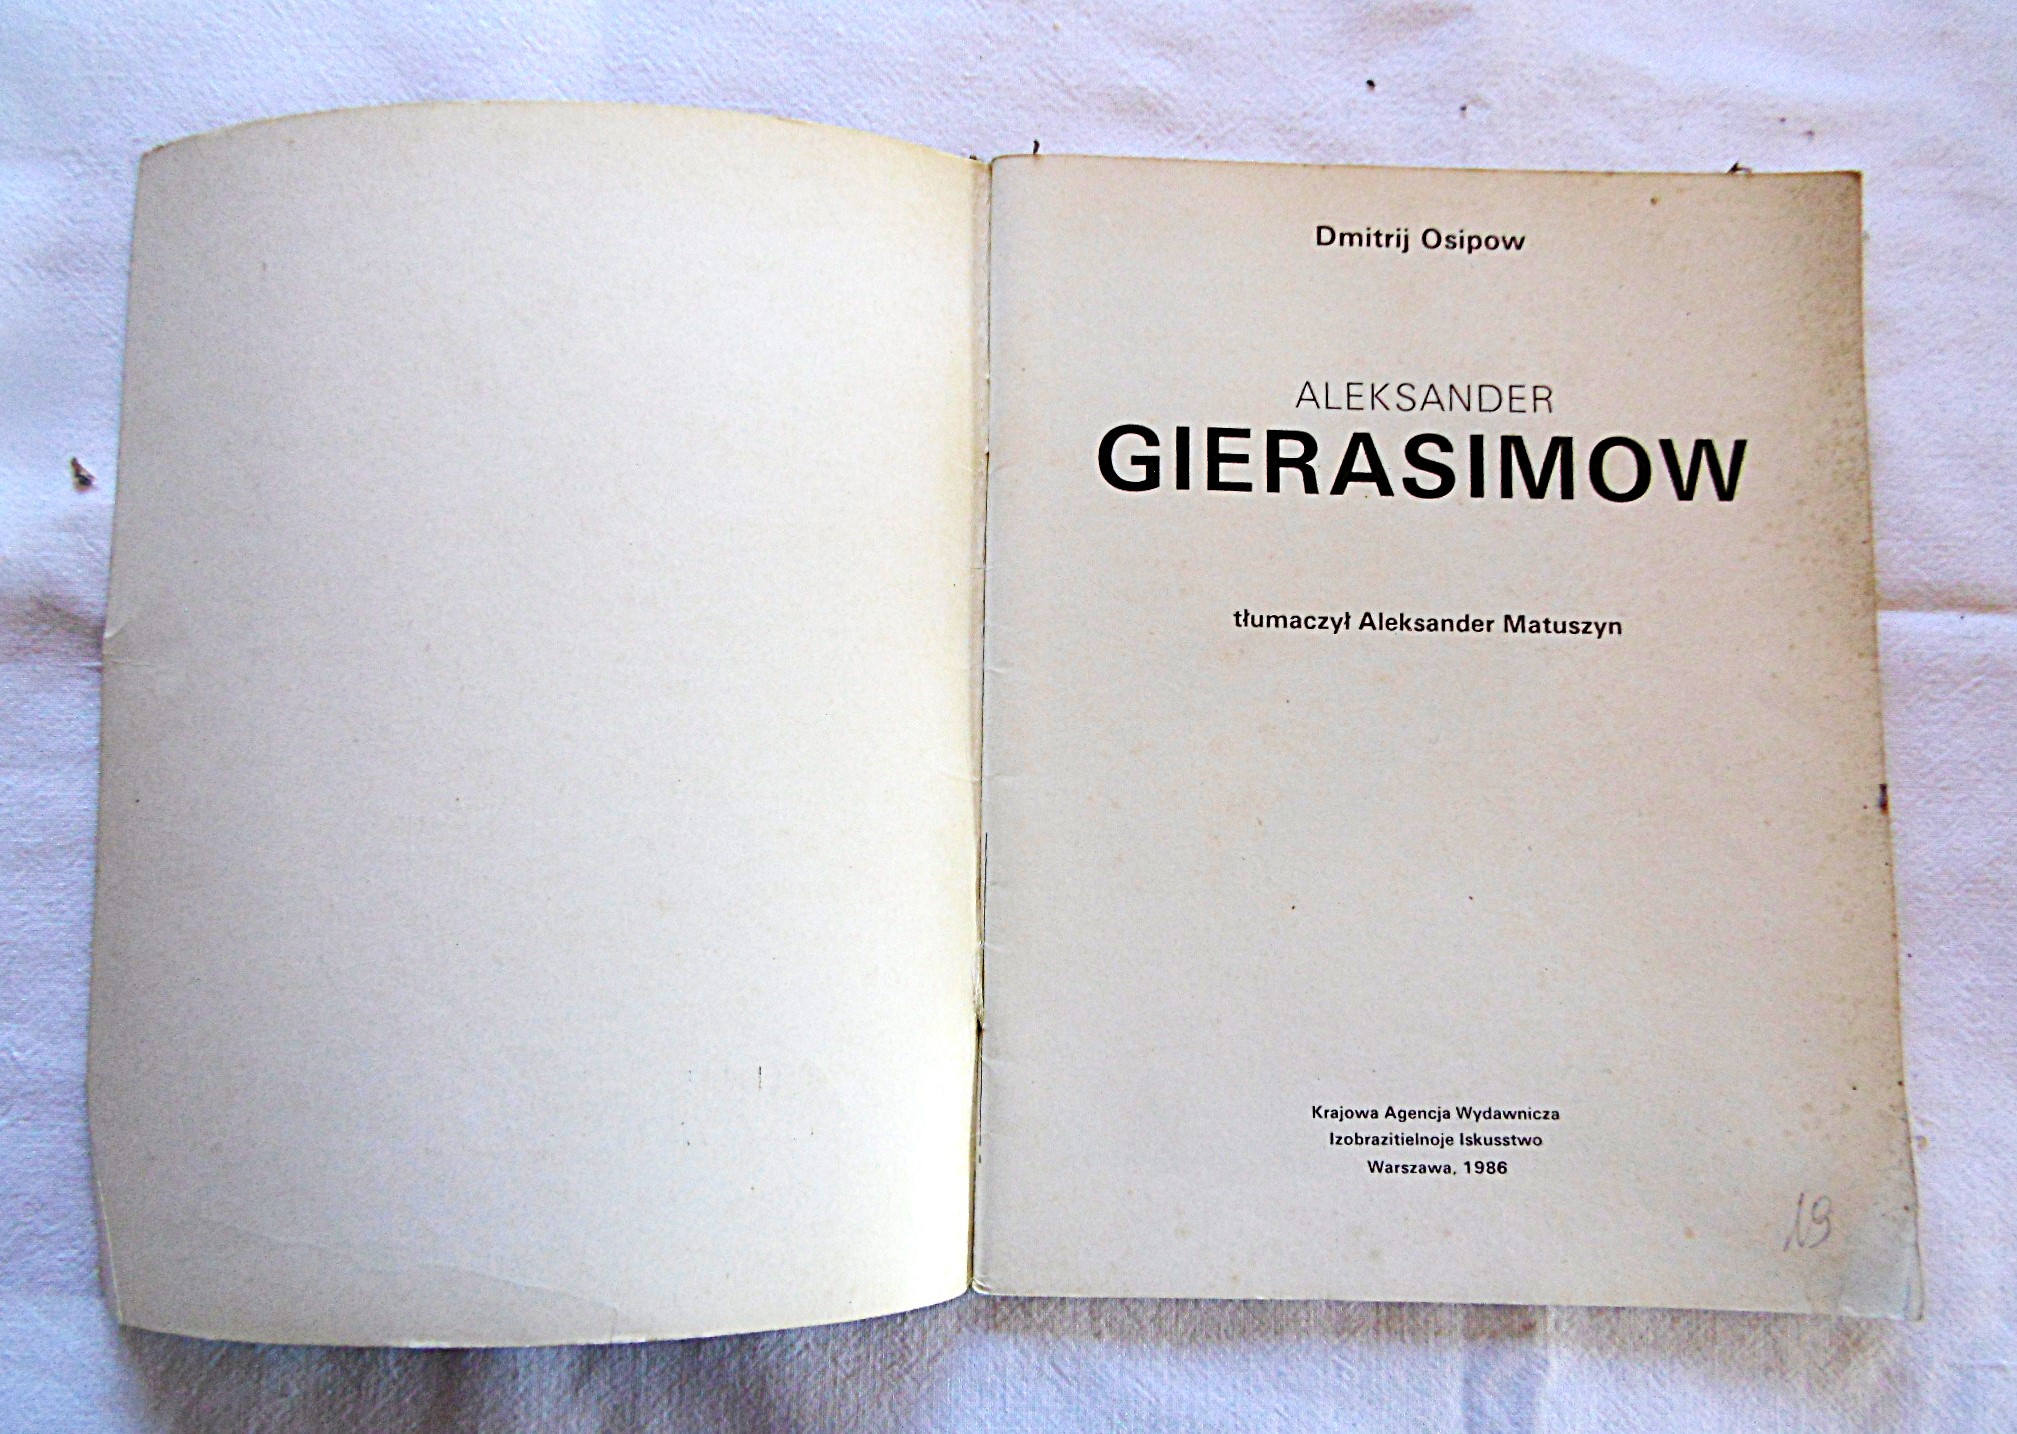 Dmitrij Osipow
ALEKSANDER
GIERASIMOW
tłumaczył Aleksander Matuszyn
Krajowa Agencja Wydawnicza
Izobrazitielnoje Iskusstwo
Warszawa, 1986
19